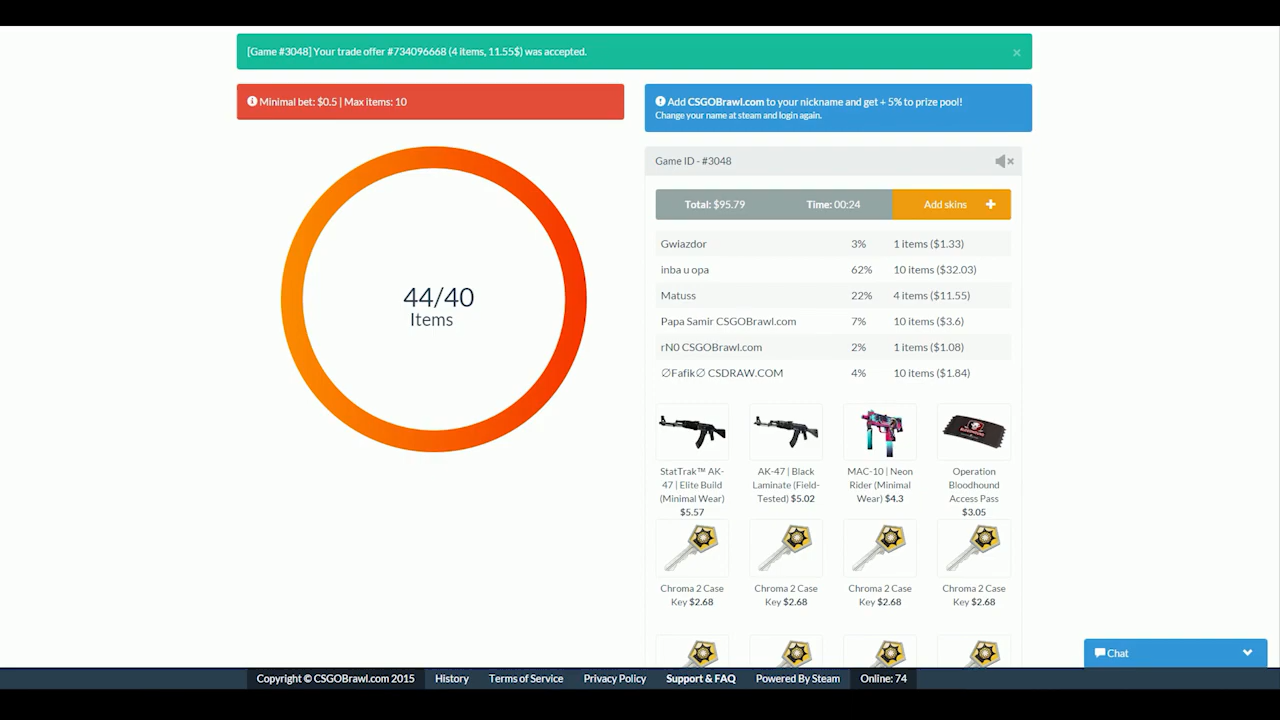 [Game #3048] Your trade offer #734096668 (4 items, 11.55$) was accepted.
×
Minimal bet: $0.5 | Max items: 10
Add CSGOBrawl.com to your nickname and get + 5% to prize pool!
Change your name at steam and login again.
Game ID - #3048
Total: $95.79 Time: 00:24 Add skins
Gwiazdor 3% 1 items ($1.33)
inba u opa 62% 10 items ($32.03)
Matuss 22% 4 items ($11.55)
Papa Samir CSGOBrawl.com 7% 10 items ($3.6)
rN0 CSGOBrawl.com 2% 1 items ($1.08)
∅Fafik∅ CSDRAW.COM 4% 10 items ($1.84)
44/40
Items
StatTrak™ AK-
47 | Elite Build
(Minimal Wear)
$5.57
AK-47 | Black
Laminate (Field-
Tested) $5.02
MAC-10 | Neon
Rider (Minimal
Wear) $4.3
Operation
Bloodhound
Access Pass
$3.05
Chroma 2 Case
Key $2.68
Chroma 2 Case
Key $2.68
Chroma 2 Case
Key $2.68
Chroma 2 Case
Key $2.68
Chat
Copyright © CSGOBrawl.com 2015 History Terms of Service Privacy Policy Support & FAQ Powered By Steam Online: 74